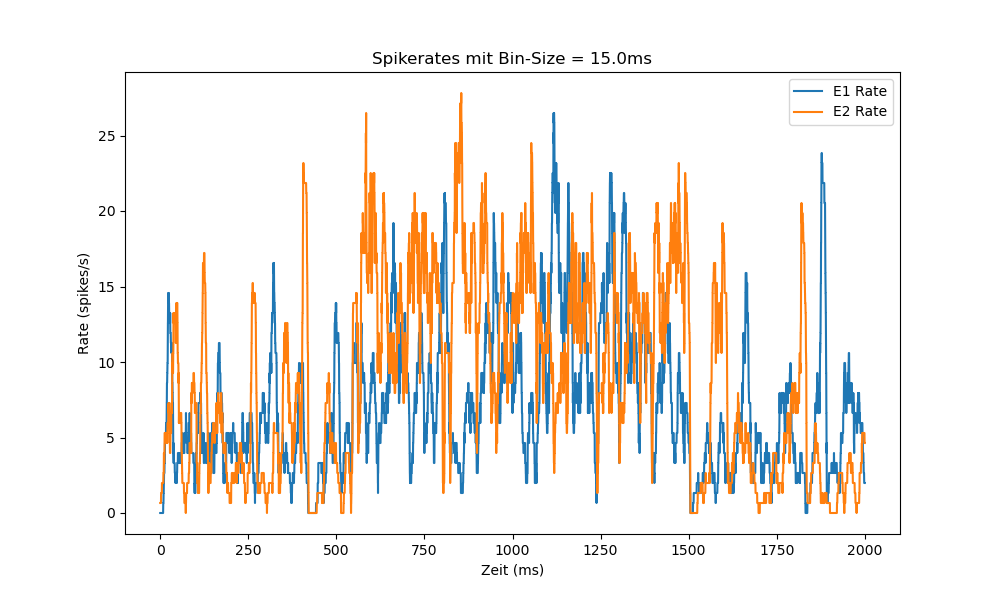 Spikerates mit Bin-Size = 15.0ms
E1 Rate
E2 Rate
Rate (spikes/s)
25
20
15
10
5
0
0 250 500 750 1000 1250 1500 1750 2000
Zeit (ms)